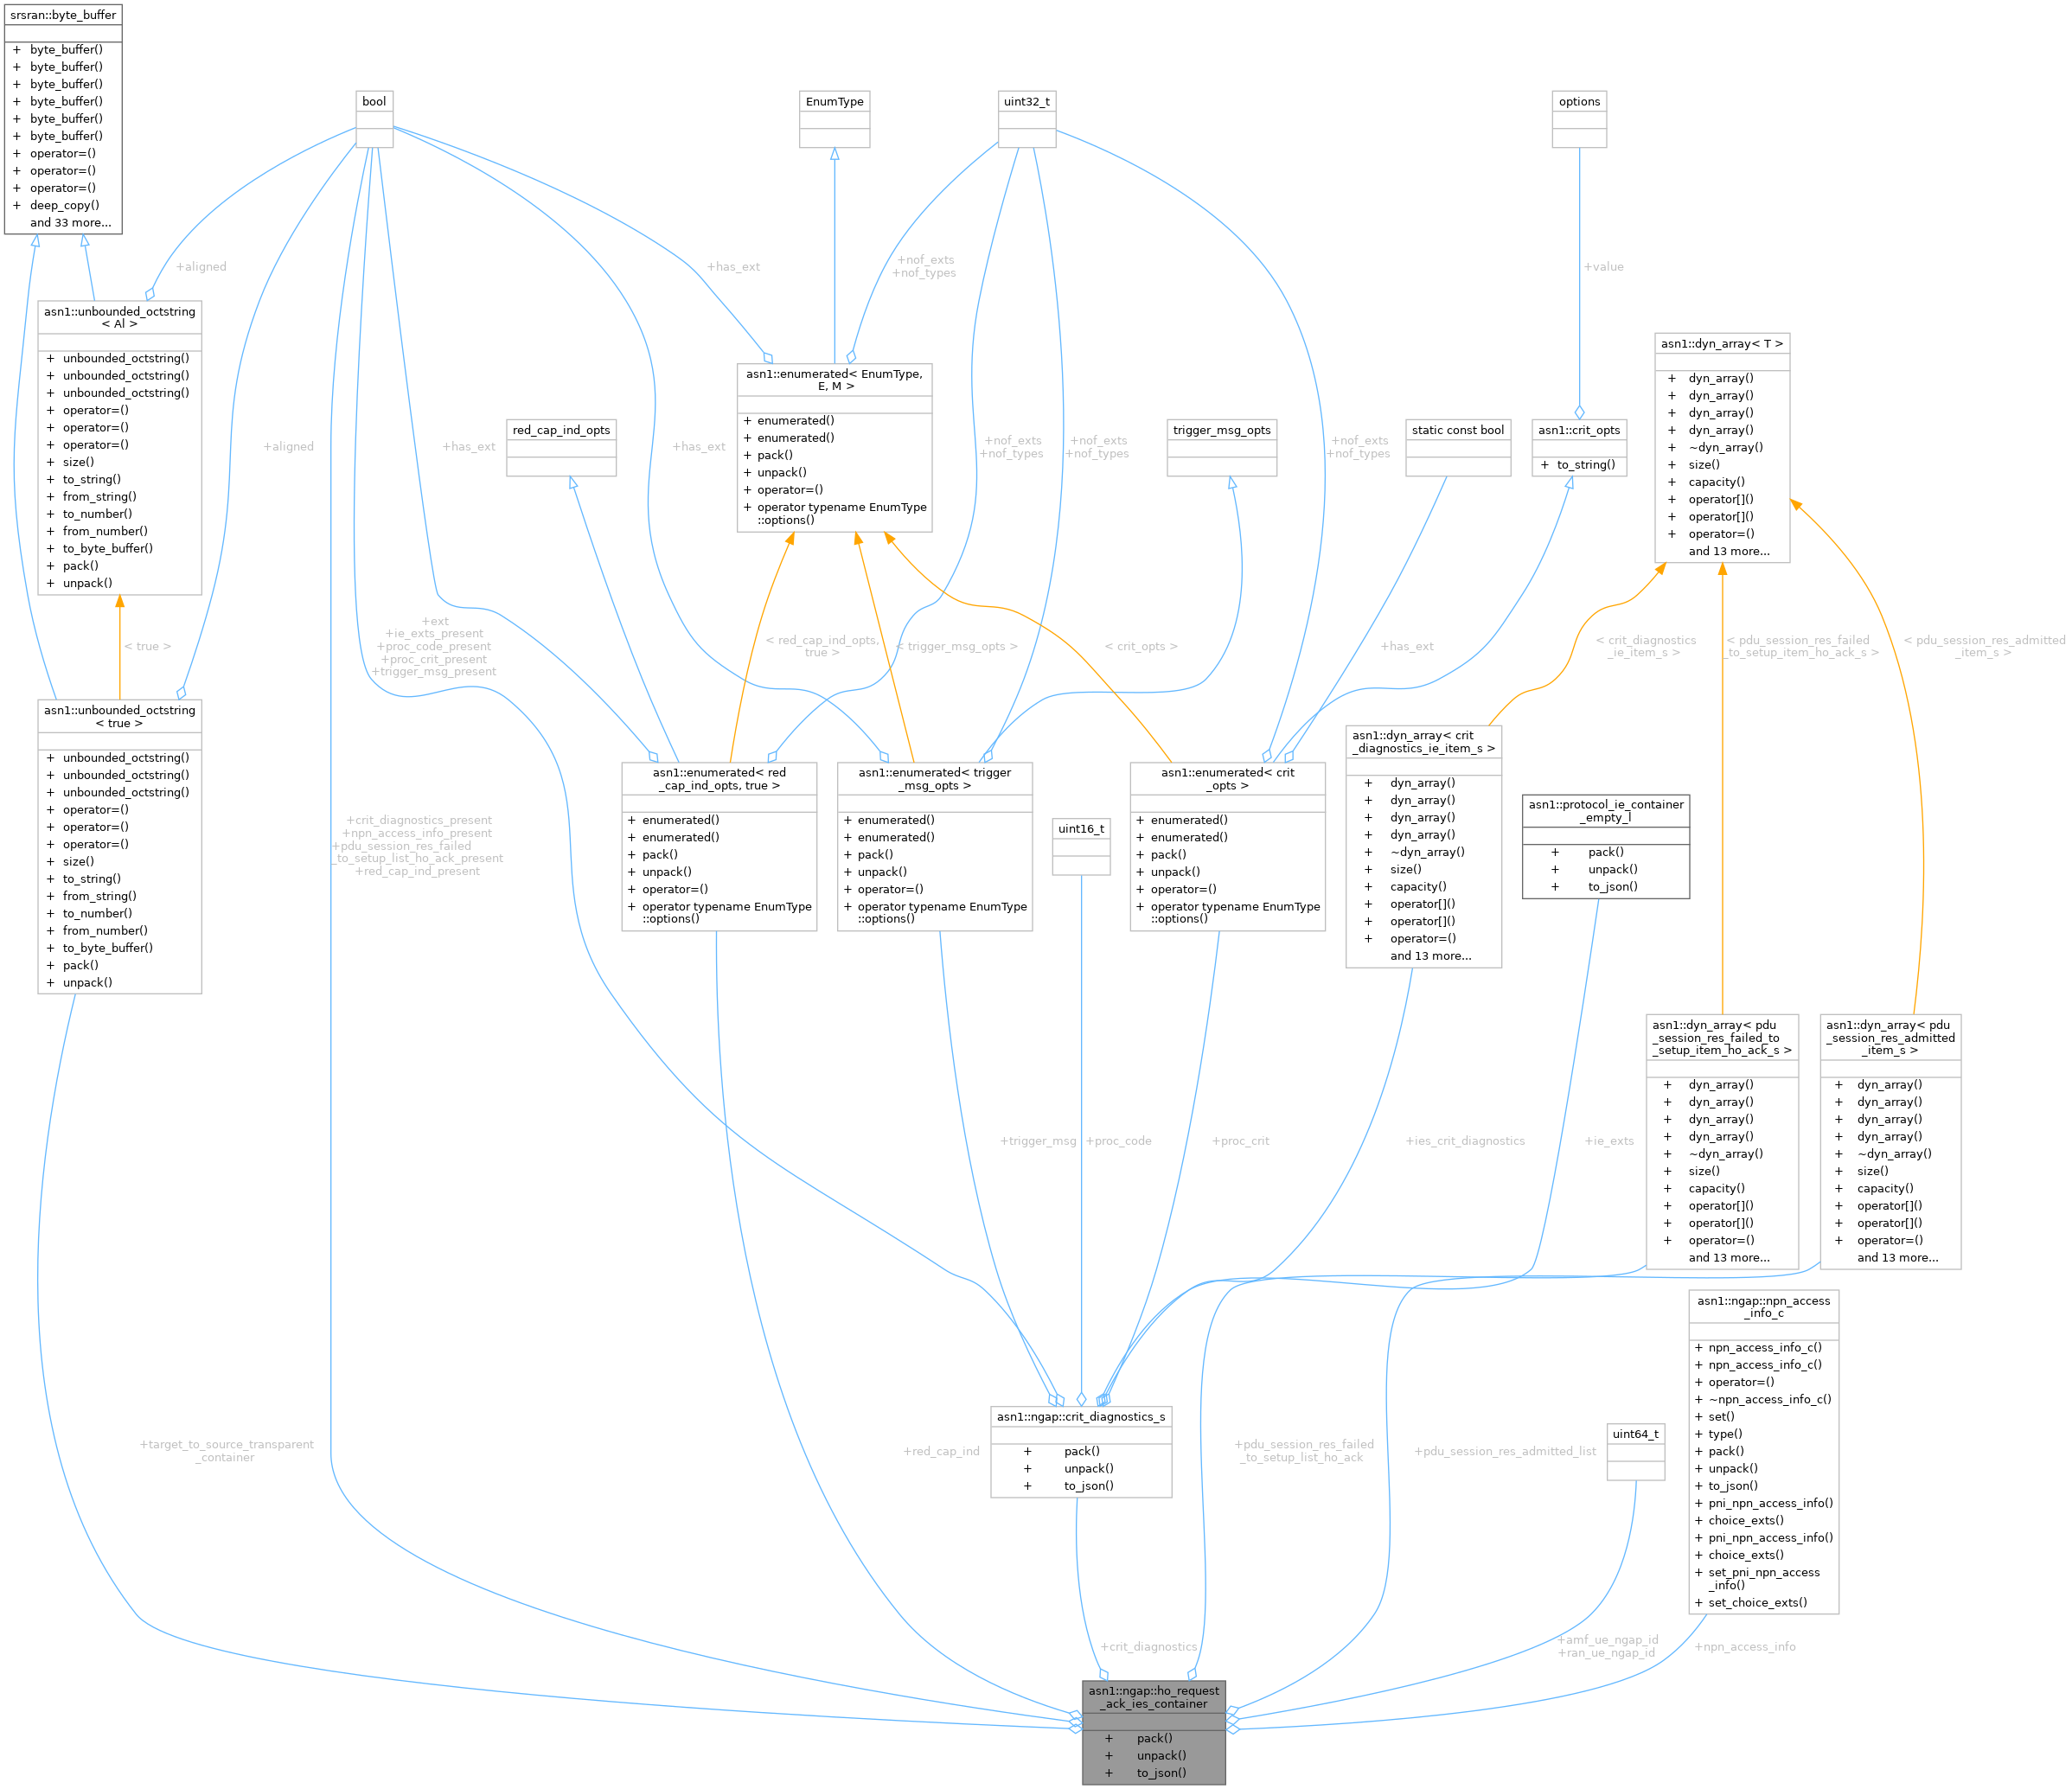 srsran::byte_buffer
+ byte_buffer()
+ byte_buffer()
+ byte_buffer()
+ byte_buffer()
+ byte_buffer()
+ byte_buffer()
+ operator=()
+ operator=()
+ operator=()
+ deep_copy()
and 33 more...
bool
EnumType
uint32_t
options
+aligned
+has_ext
+nof_exts
+nof_types
+value
asn1::unbounded_octstring
< Al >
+ unbounded_octstring()
+ unbounded_octstring()
+ unbounded_octstring()
+ operator=()
+ operator=()
+ operator=()
+ size()
+ to_string()
+ from_string()
+ to_number()
+ from_number()
+ to_byte_buffer()
+ pack()
+ unpack()
+aligned
+has_ext
red_cap_ind_opts
+has_ext
asn1::enumerated< EnumType,
E, M >
+ enumerated()
+ enumerated()
+ pack()
+ unpack()
+ operator=()
+ operator typename EnumType
::options()
+nof_exts
+nof_types
+nof_exts
+nof_types
trigger_msg_opts
+nof_exts
+nof_types
static const bool
asn1::crit_opts
+ to_string()
asn1::dyn_array< T >
+ dyn_array()
+ dyn_array()
+ dyn_array()
+ dyn_array()
+ ~dyn_array()
+ size()
+ capacity()
+ operator[]()
+ operator[]()
+ operator=()
and 13 more...
< true >
+ext
+ie_exts_present
+proc_code_present
+proc_crit_present
+trigger_msg_present
< red_cap_ind_opts,
true >
< trigger_msg_opts >
< crit_opts >
+has_ext
< crit_diagnostics
_ie_item_s >
< pdu_session_res_failed
_to_setup_item_ho_ack_s >
< pdu_session_res_admitted
_item_s >
asn1::unbounded_octstring
< true >
+ unbounded_octstring()
+ unbounded_octstring()
+ unbounded_octstring()
+ operator=()
+ operator=()
+ operator=()
+ size()
+ to_string()
+ from_string()
+ to_number()
+ from_number()
+ to_byte_buffer()
+ pack()
+ unpack()
+crit_diagnostics_present
+npn_access_info_present
+pdu_session_res_failed
_to_setup_list_ho_ack_present
+red_cap_ind_present
asn1::enumerated< red
_cap_ind_opts, true >
+ enumerated()
+ enumerated()
+ pack()
+ unpack()
+ operator=()
+ operator typename EnumType
::options()
asn1::enumerated< trigger
_msg_opts >
+ enumerated()
+ enumerated()
+ pack()
+ unpack()
+ operator=()
+ operator typename EnumType
::options()
uint16_t
asn1::enumerated< crit
_opts >
+ enumerated()
+ enumerated()
+ pack()
+ unpack()
+ operator=()
+ operator typename EnumType
::options()
asn1::dyn_array< crit
_diagnostics_ie_item_s >
+ dyn_array()
+ dyn_array()
+ dyn_array()
+ dyn_array()
+ ~dyn_array()
+ size()
+ capacity()
+ operator[]()
+ operator[]()
+ operator=()
and 13 more...
asn1::protocol_ie_container
_empty_l
+ pack()
+ unpack()
+ to_json()
asn1::dyn_array< pdu
_session_res_failed_to
_setup_item_ho_ack_s >
+ dyn_array()
+ dyn_array()
+ dyn_array()
+ dyn_array()
+ ~dyn_array()
+ size()
+ capacity()
+ operator[]()
+ operator[]()
+ operator=()
and 13 more...
asn1::dyn_array< pdu
_session_res_admitted
_item_s >
+ dyn_array()
+ dyn_array()
+ dyn_array()
+ dyn_array()
+ ~dyn_array()
+ size()
+ capacity()
+ operator[]()
+ operator[]()
+ operator=()
and 13 more...
+trigger_msg
+proc_code
+proc_crit
+ies_crit_diagnostics
+ie_exts
asn1::ngap::npn_access
_info_c
+ npn_access_info_c()
+ npn_access_info_c()
+ operator=()
+ ~npn_access_info_c()
+ set()
+ type()
+ pack()
+ unpack()
+ to_json()
+ pni_npn_access_info()
+ choice_exts()
+ pni_npn_access_info()
+ choice_exts()
+ set_pni_npn_access
_info()
+ set_choice_exts()
asn1::ngap::crit_diagnostics_s
+ pack()
+ unpack()
+ to_json()
+target_to_source_transparent
_container
+red_cap_ind
+pdu_session_res_failed
_to_setup_list_ho_ack
+pdu_session_res_admitted_list
uint64_t
+crit_diagnostics
+amf_ue_ngap_id
+ran_ue_ngap_id
+npn_access_info
asn1::ngap::ho_request
_ack_ies_container
+ pack()
+ unpack()
+ to_json()